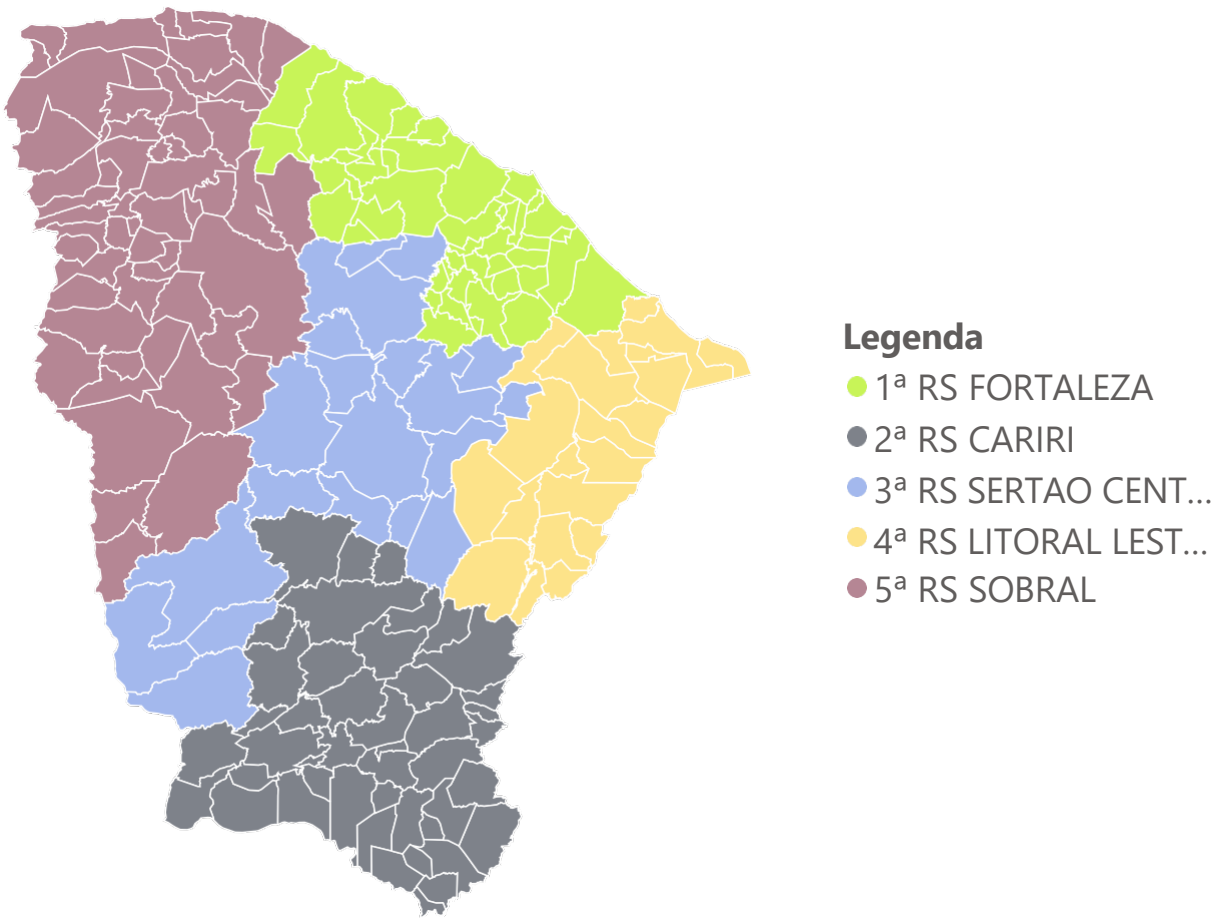 Legenda
1ª RS FORTALEZA
2ª RS CARIRI
3ª RS SERTAO CENT...
4ª RS LITORAL LEST...
5ª RS SOBRAL